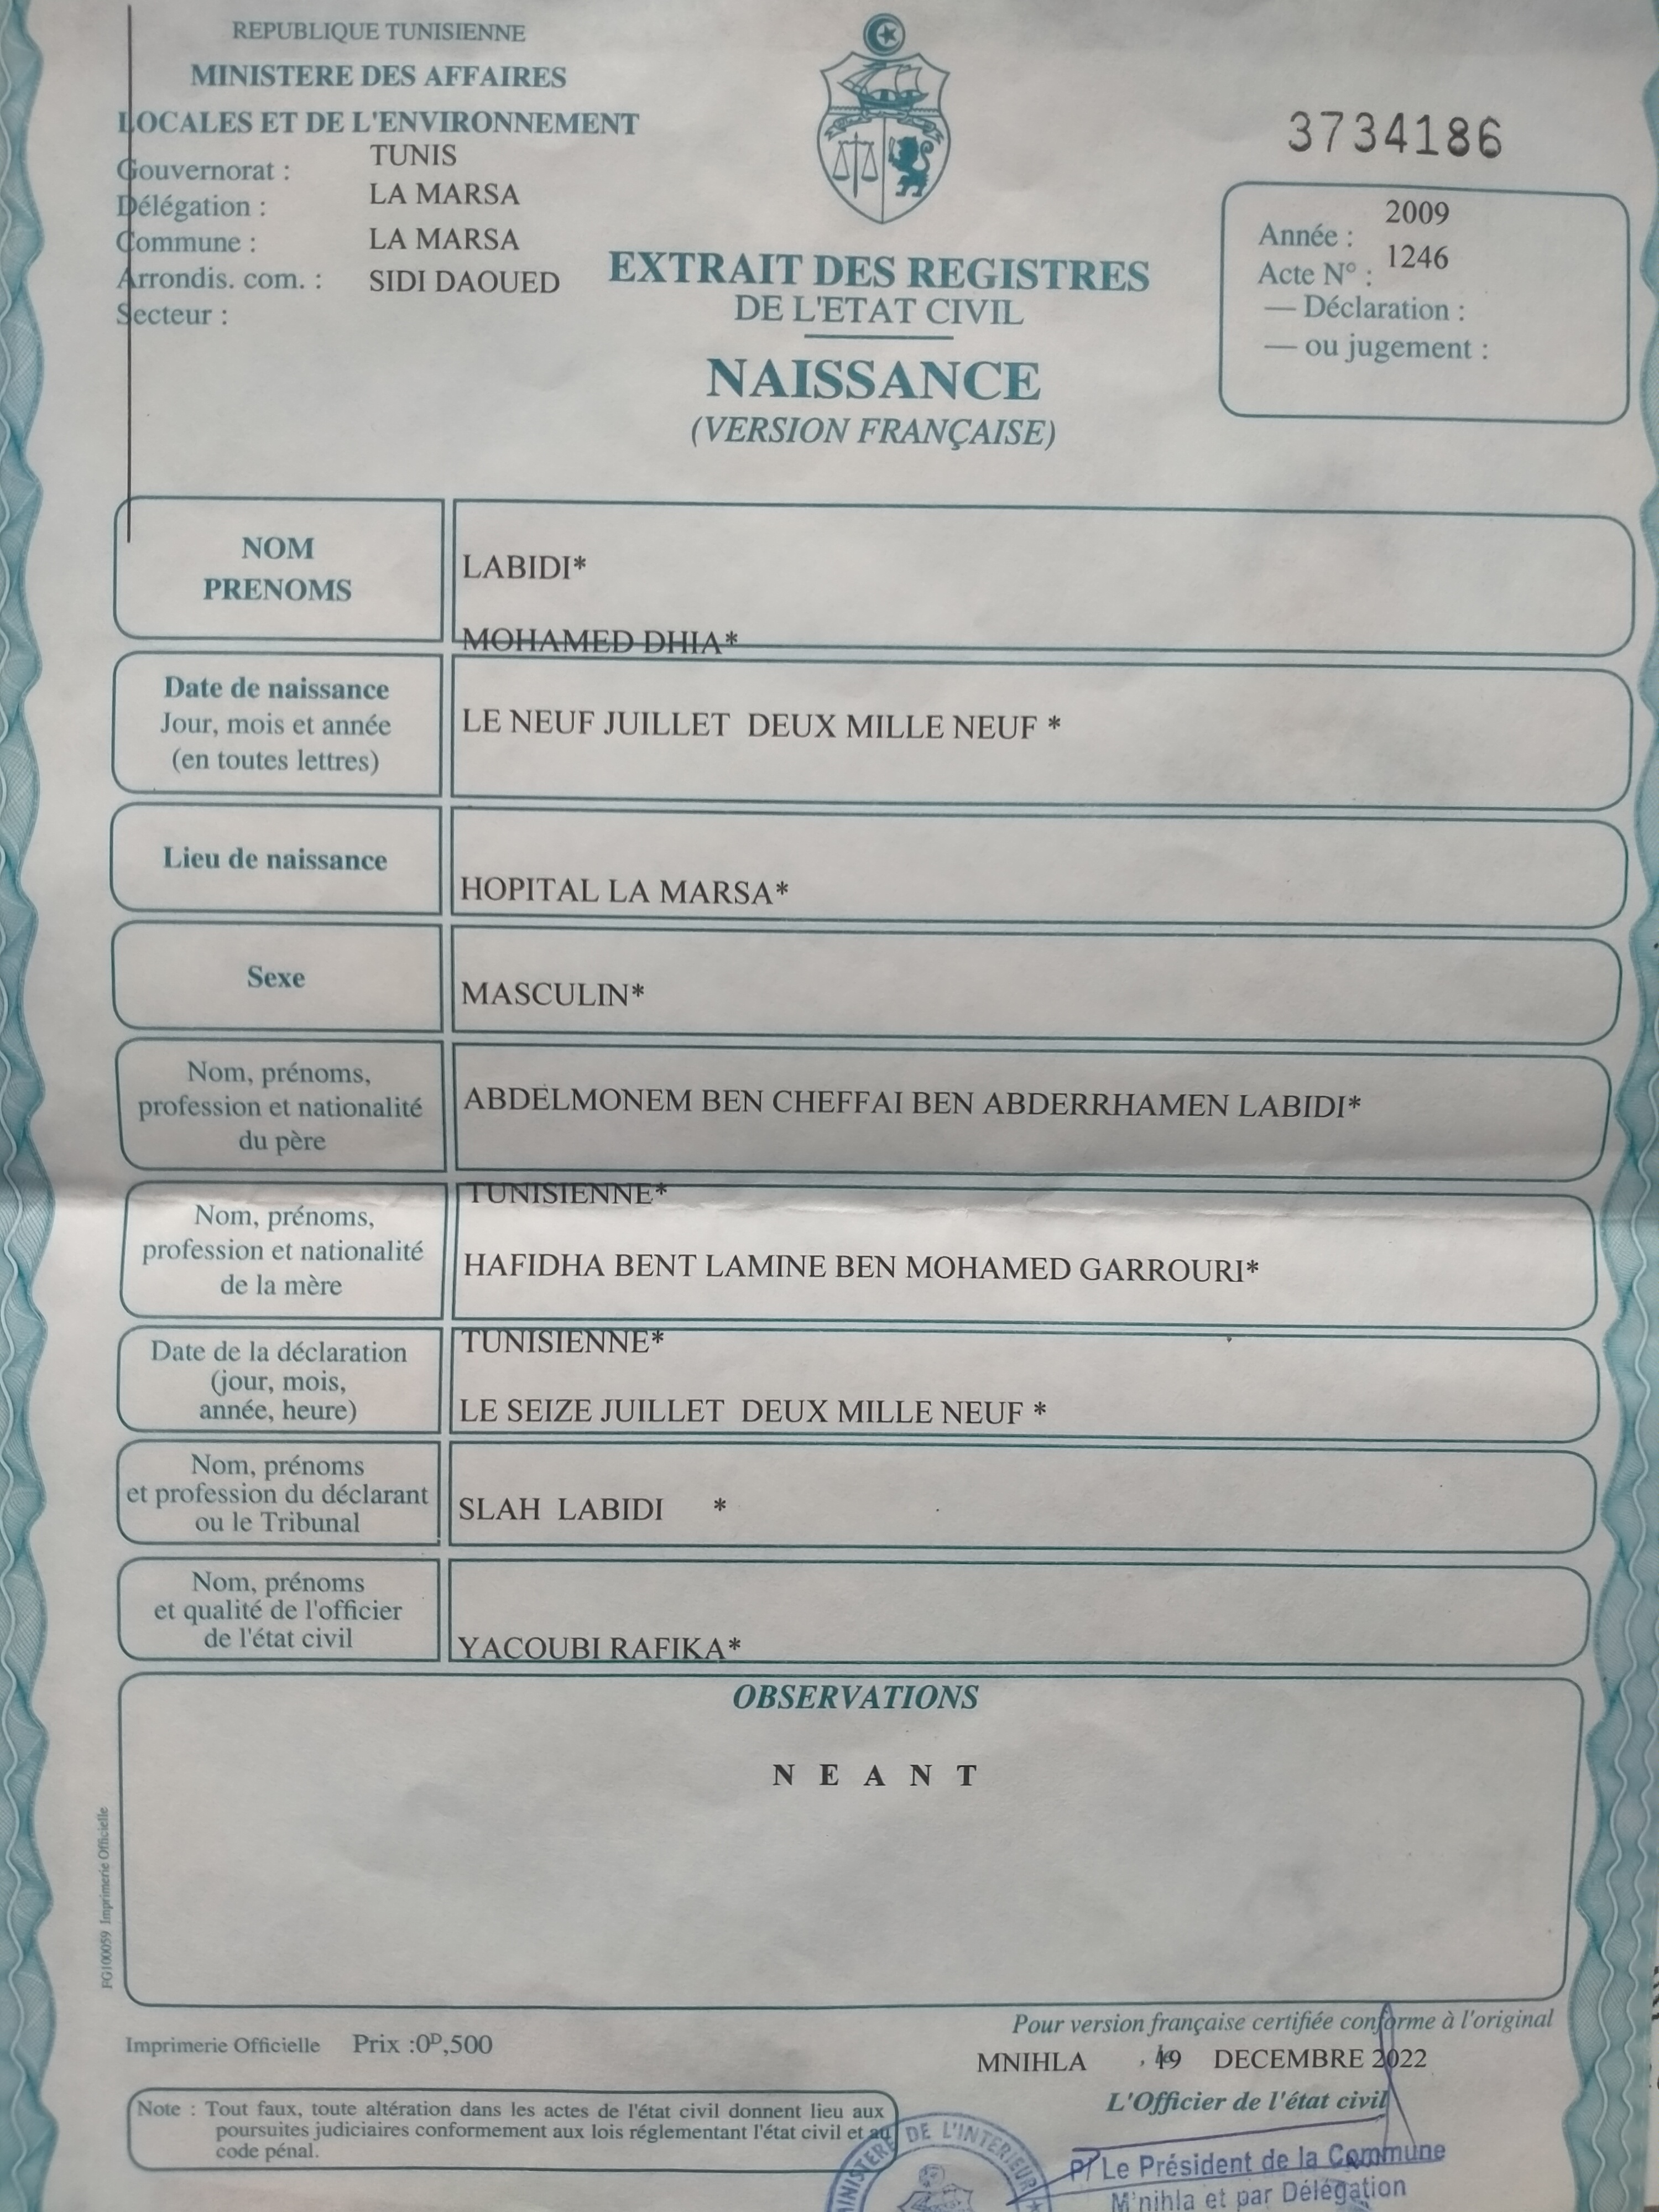 REPUBLIQUE TUNISIENNE
MINISTERE DES AFFAIRES
LOCALES ET DE L'ENVIRONNEMENT
Gouvernorat : TUNIS
Délégation : LA MARSA
Commune : LA MARSA
Arrondis. com. : SIDI DAOUED
Secteur :
EXTRAIT DES REGISTRES
DE L'ETAT CIVIL
NAISSANCE
(VERSION FRANÇAISE)
3734186
Année : 2009
Acte N° : 1246
— Déclaration :
— ou jugement :
NOM
PRENOMS
LABIDI*
MOHAMED DHIA*
Date de naissance
Jour, mois et année
(en toutes lettres)
LE NEUF JUILLET DEUX MILLE NEUF *
Lieu de naissance
HOPITAL LA MARSA*
Sexe
MASCULIN*
Nom, prénoms,
profession et nationalité
du père
ABDELMONEM BEN CHEFFAI BEN ABDERRHAMEN LABIDI*
TUNISIENNE*
Nom, prénoms,
profession et nationalité
de la mère
HAFIDHA BENT LAMINE BEN MOHAMED GARROURI*
TUNISIENNE*
Date de la déclaration
(jour, mois,
année, heure)
LE SEIZE JUILLET DEUX MILLE NEUF *
Nom, prénoms
et profession du déclarant
ou le Tribunal
SLAH LABIDI *
Nom, prénoms
et qualité de l'officier
de l'état civil
YACOUBI RAFIKA*
OBSERVATIONS
N E A N T
FG100059 Imprimerie Officielle
Imprimerie Officielle Prix :0ᴰ,500
Note : Tout faux, toute altération dans les actes de l'état civil donnent lieu aux
poursuites judiciaires conformement aux lois réglementant l'état civil et au
code pénal.
Pour version française certifiée conforme à l'original
MNIHLA , le 19 DECEMBRE 2022
L'Officier de l'état civil
P/ Le Président de la Commune
M'nihla et par Délégation
MINISTERE DE L'INTERIEUR